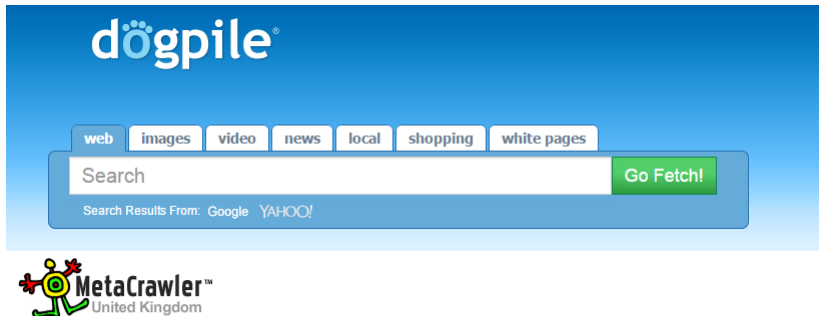 dögpile®
web images video news local shopping white pages
Search Go Fetch!
Search Results From: Google YAHOO!
MetaCrawler™
United Kingdom